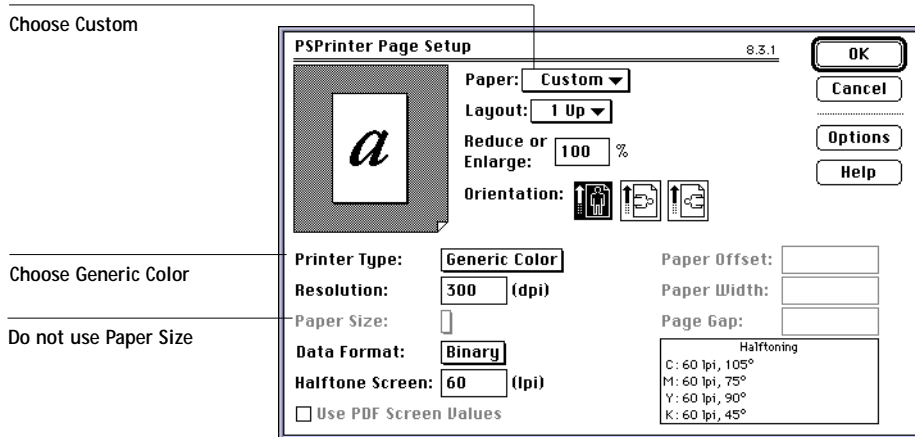 Choose Custom
PSPrinter Page Setup 8.3.1
OK
Paper: Custom
Cancel
Layout: 1 Up
Reduce or
Enlarge: 100 %
Options
Help
a
Orientation:
Choose Generic Color
Printer Type: Generic Color
Paper Offset:
Resolution: 300 (dpi)
Paper Width:
Do not use Paper Size
Paper Size:
Page Gap:
Data Format: Binary
Halftone Screen: 60 (lpi)
Use PDF Screen Values
Halftoning
C: 60 lpi, 105°
M: 60 lpi, 75°
Y: 60 lpi, 90°
K: 60 lpi, 45°